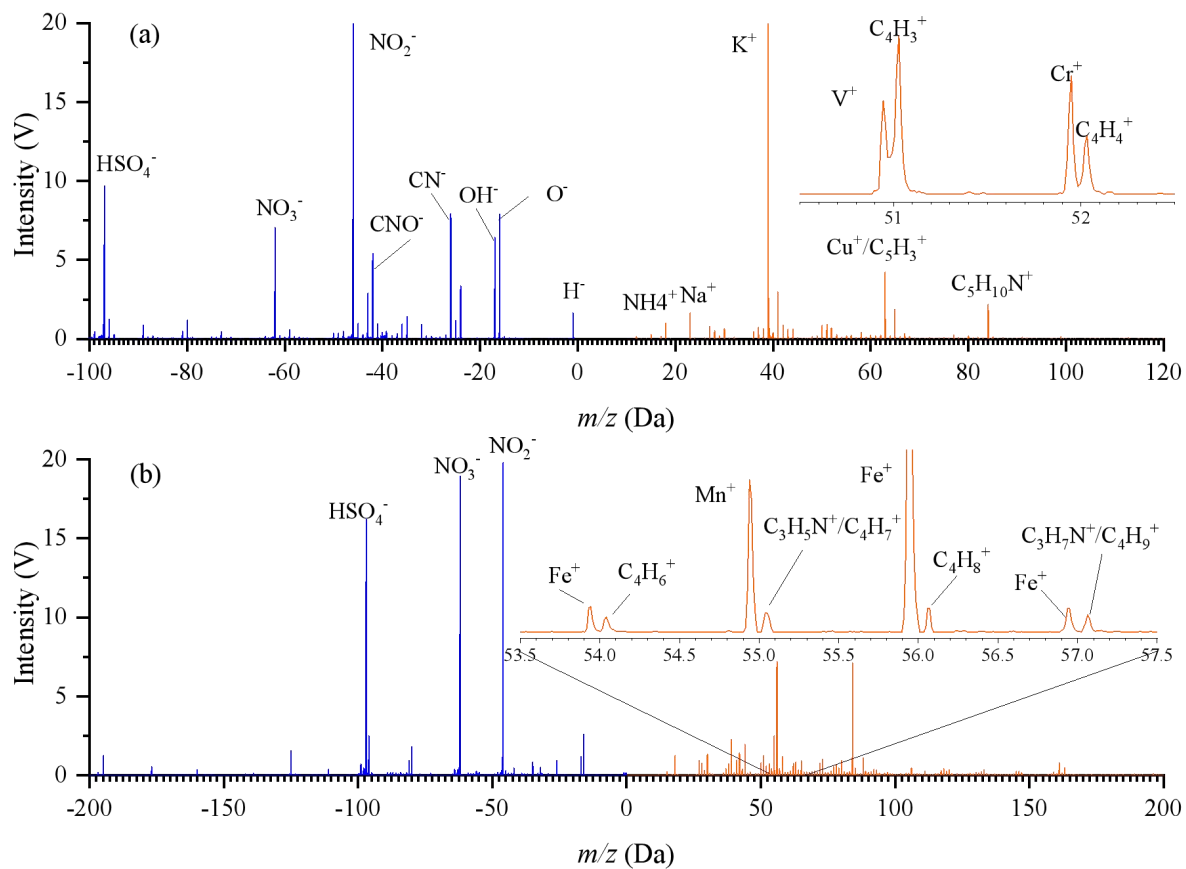 (a)
Intensity (V)
20
15
10
5
0
HSO₄⁻
NO₃⁻
NO₂⁻
CNO⁻
CN⁻
OH⁻
O⁻
H⁻
NH4⁺
Na⁺
K⁺
Cu⁺/C₅H₃⁺
C₅H₁₀N⁺
V⁺
C₄H₃⁺
Cr⁺
C₄H₄⁺
51 52
-100 -80 -60 -40 -20 0 20 40 60 80 100 120
m/z (Da)
(b)
Intensity (V)
20
15
10
5
0
HSO₄⁻
NO₃⁻
NO₂⁻
Fe⁺
C₄H₆⁺
Mn⁺
C₃H₅N⁺/C₄H₇⁺
Fe⁺
C₄H₈⁺
Fe⁺
C₃H₇N⁺/C₄H₉⁺
53.5 54.0 54.5 55.0 55.5 56.0 56.5 57.0 57.5
-200 -150 -100 -50 0 50 100 150 200
m/z (Da)